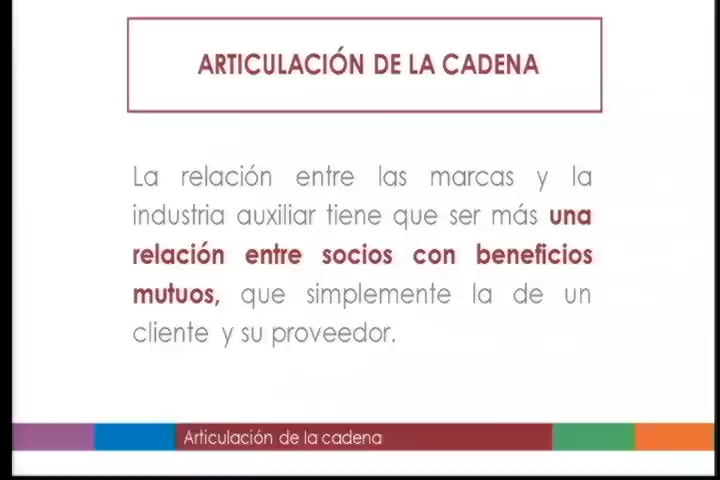 ARTICULACIÓN DE LA CADENA
La relación entre las marcas y la
industria auxiliar tiene que ser más una
relación entre socios con beneficios
mutuos, que simplemente la de un
cliente y su proveedor.
Articulación de la cadena